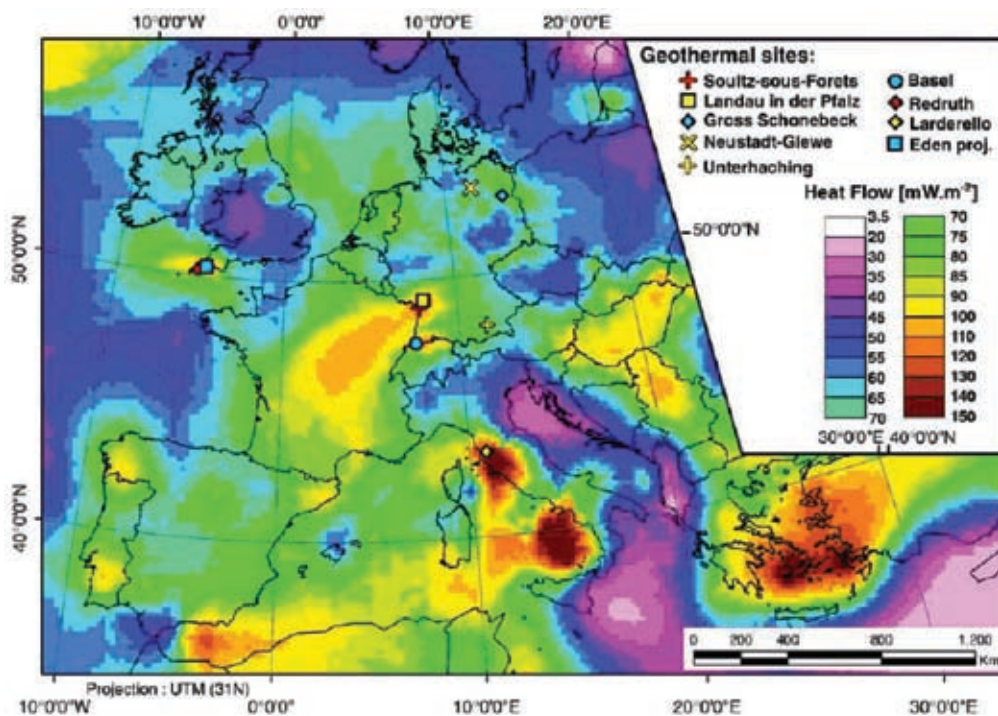 10°0'0"W 0°0'0"E 10°0'0"E 20°0'0"E
Geothermal sites:
Soultz-sous-Forets
Landau in der Pfalz
Gross Schonebeck
Neustadt-Glewe
Unterhaching
Basel
Redruth
Larderello
Eden proj.
Heat Flow [mW.m⁻²]
3.5 70
20 75
30 80
35 85
40 90
45 100
50 110
55 120
60 130
65 140
70 150
50°0'0"N
50°0'0"N
30°0'0"E 40°0'0"N
40°0'0"N
0 200 400 800 1.200
Km
Projection : UTM (31N)
10°0'0"W 0°0'0"E 10°0'0"E 20°0'0"E 30°0'0"E